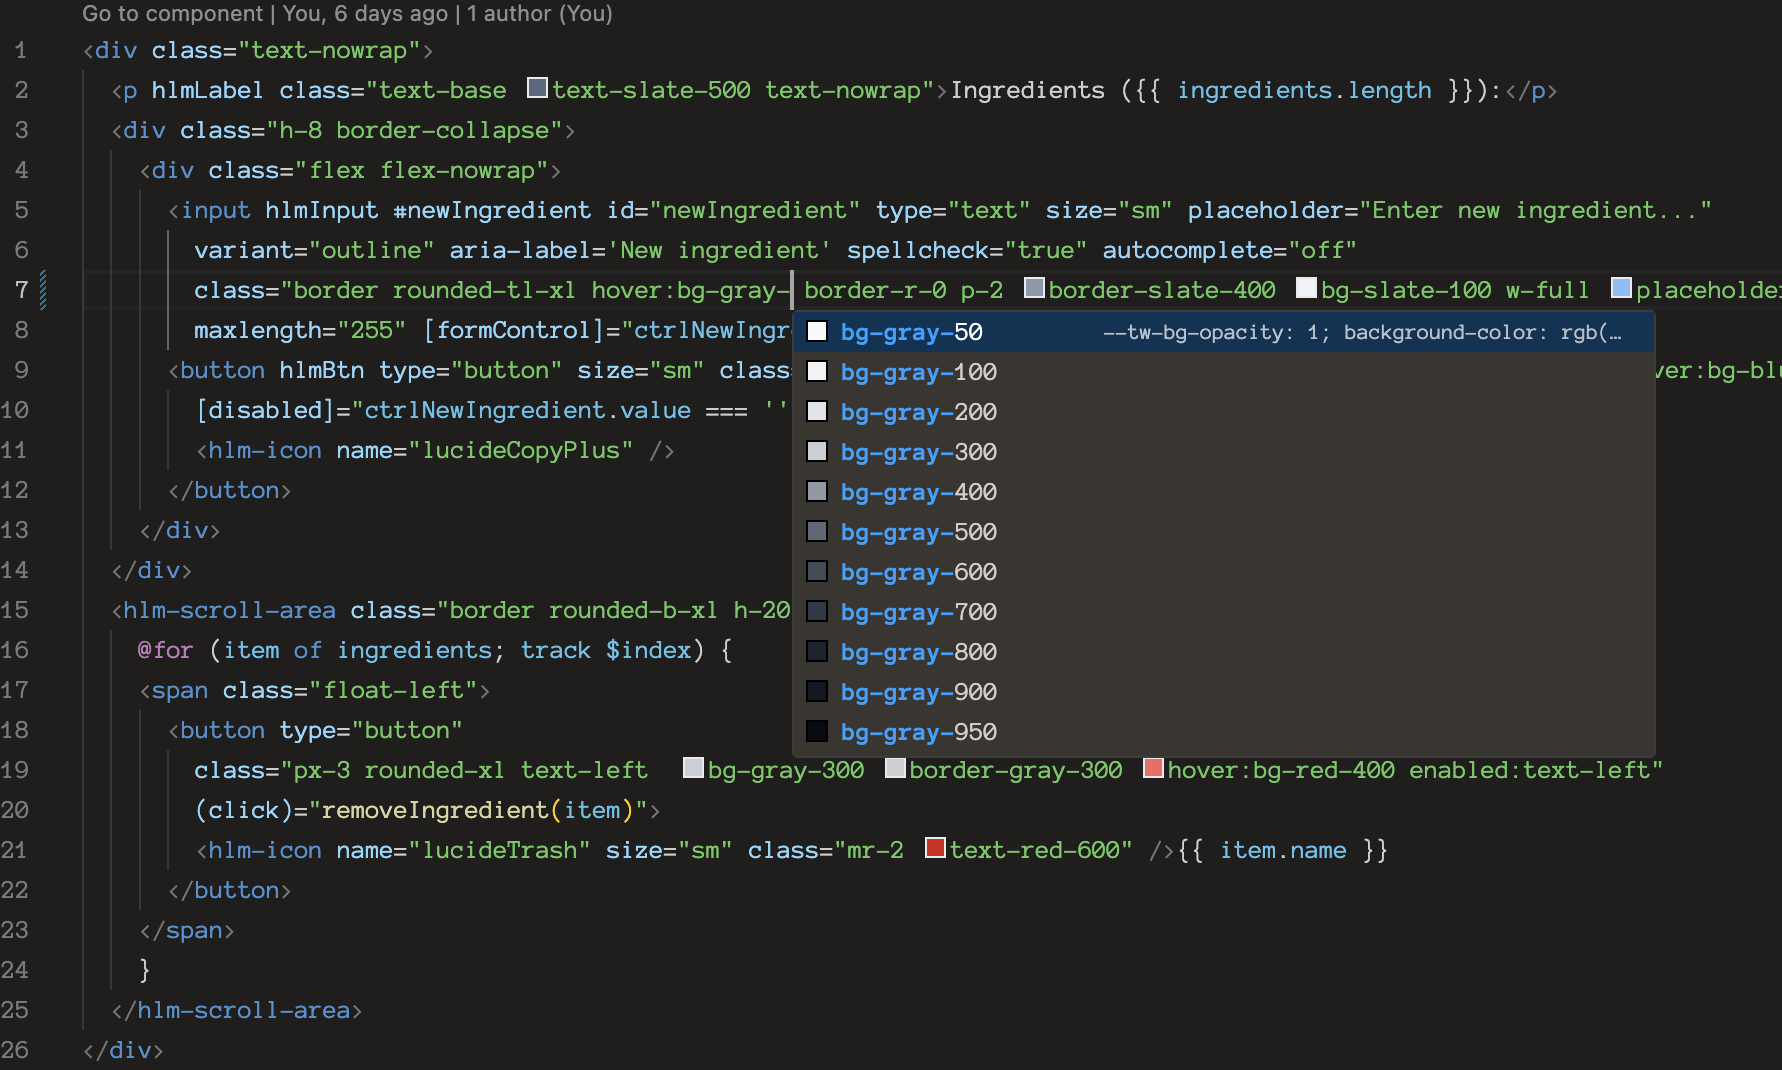 Go to component | You, 6 days ago | 1 author (You)
1 <div class="text-nowrap">
2 <p hlmLabel class="text-base text-slate-500 text-nowrap">Ingredients ({{ ingredients.length }}):</p>
3 <div class="h-8 border-collapse">
4 <div class="flex flex-nowrap">
5 <input hlmInput #newIngredient id="newIngredient" type="text" size="sm" placeholder="Enter new ingredient..."
6 variant="outline" aria-label='New ingredient' spellcheck="true" autocomplete="off"
7 class="border rounded-tl-xl hover:bg-gray- border-r-0 p-2 border-slate-400 bg-slate-100 w-full placeholde
8 maxlength="255" [formControl]="ctrlNewIngr
bg-gray-50 --tw-bg-opacity: 1; background-color: rgb(…
9 <button hlmBtn type="button" size="sm" class ver:bg-bl
bg-gray-100
10 [disabled]="ctrlNewIngredient.value === ''
bg-gray-200
11 <hlm-icon name="lucideCopyPlus" />
bg-gray-300
12 </button>
bg-gray-400
13 </div>
bg-gray-500
14 </div>
bg-gray-600
15 <hlm-scroll-area class="border rounded-b-xl h-20
bg-gray-700
16 @for (item of ingredients; track $index) {
bg-gray-800
17 <span class="float-left">
bg-gray-900
18 <button type="button"
bg-gray-950
19 class="px-3 rounded-xl text-left bg-gray-300 border-gray-300 hover:bg-red-400 enabled:text-left"
20 (click)="removeIngredient(item)">
21 <hlm-icon name="lucideTrash" size="sm" class="mr-2 text-red-600" />{{ item.name }}
22 </button>
23 </span>
24 }
25 </hlm-scroll-area>
26 </div>